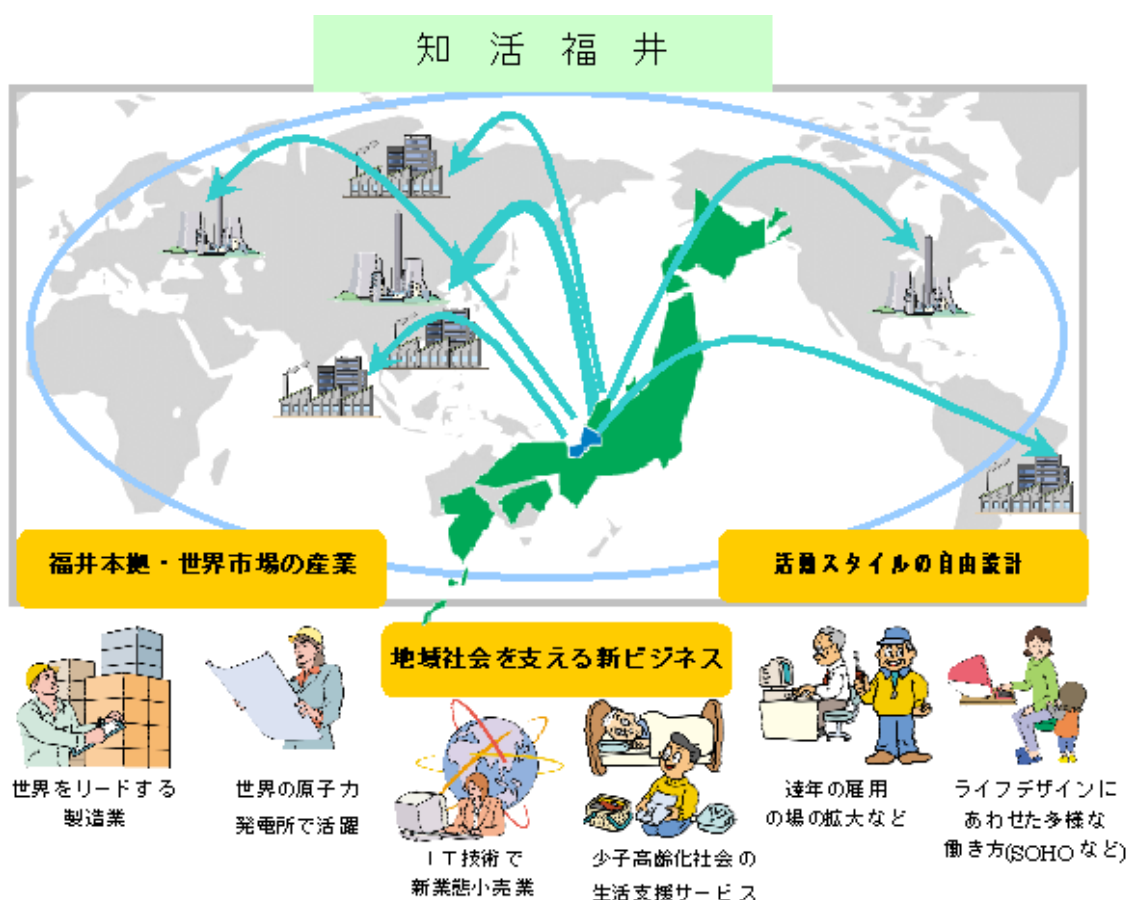 知 活 福 井
福井本拠・世界市場の産業
活動スタイルの自由設計
地域社会を支える新ビジネス
世界をリードする
製造業
世界の原子力
発電所で活躍
IT技術で
新業態小売業
少子高齢化社会の
生活支援サービス
達年の雇用
の場の拡大など
ライフデザインに
あわせた多様な
働き方(SOHOなど)